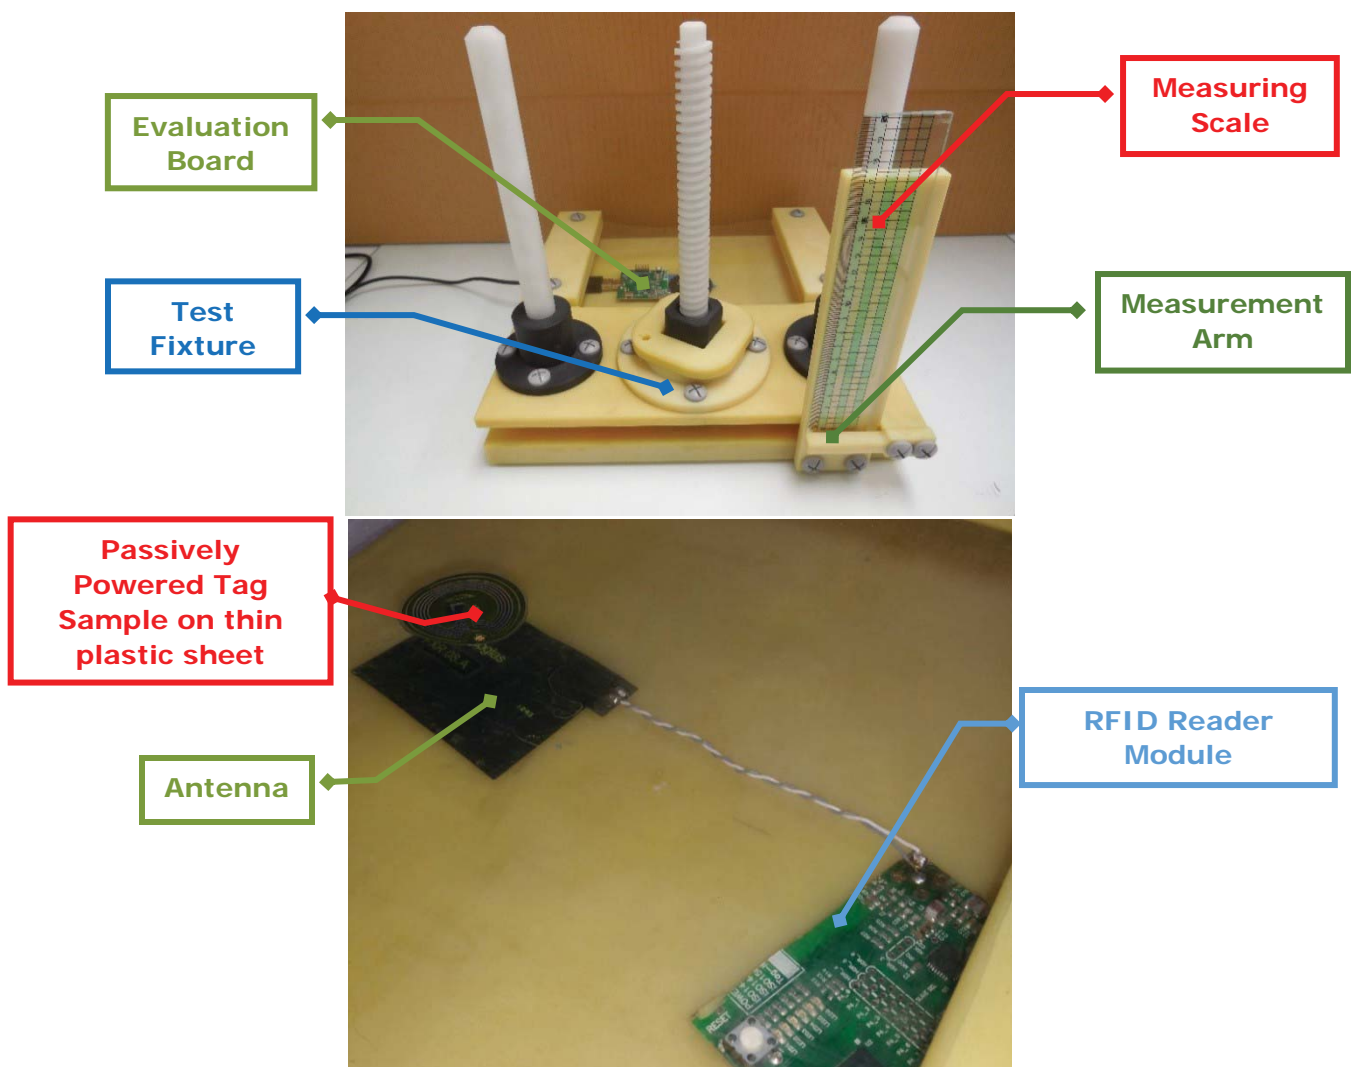 Evaluation
Board
Measuring
Scale
Test
Fixture
Measurement
Arm
Passively
Powered Tag
Sample on thin
plastic sheet
RFID Reader
Module
Antenna
RESET